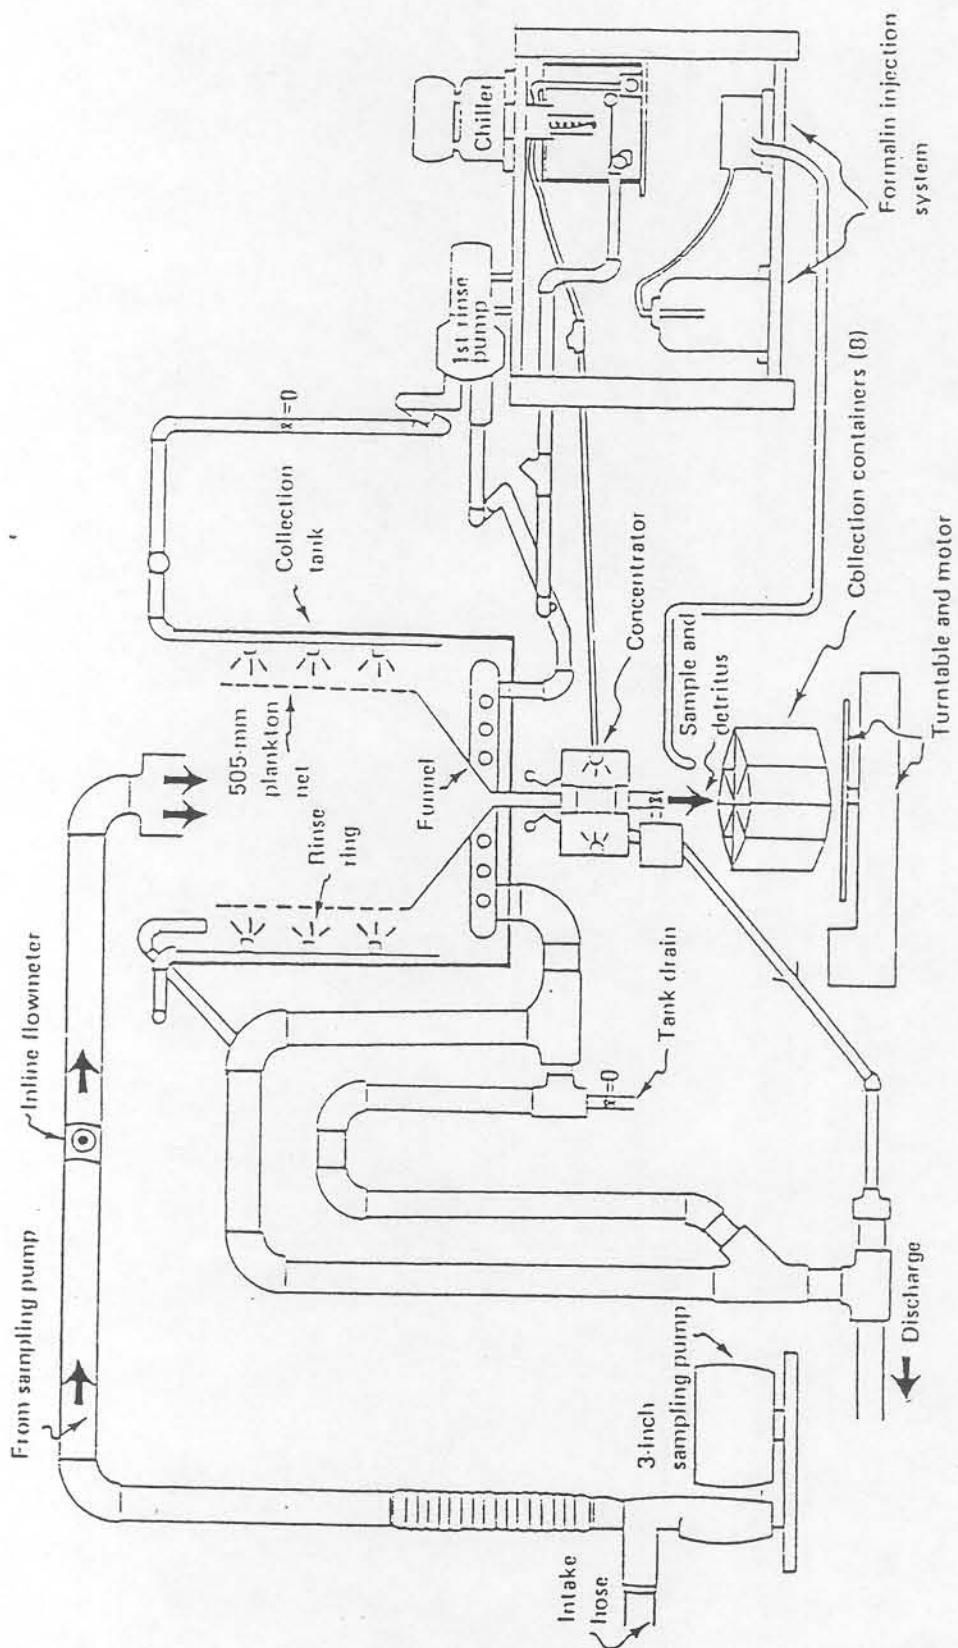 From sampling pump
Inline flowmeter
505-mm
plankton
net
Rinse
ring
Collection
tank
1st rinse
pump
Chiller
Funnel
Concentrator
Sample and
detritus
Tank drain
Intake
hose
3-inch
sampling pump
Discharge
Collection containers (8)
Turntable and motor
Formalin injection
system